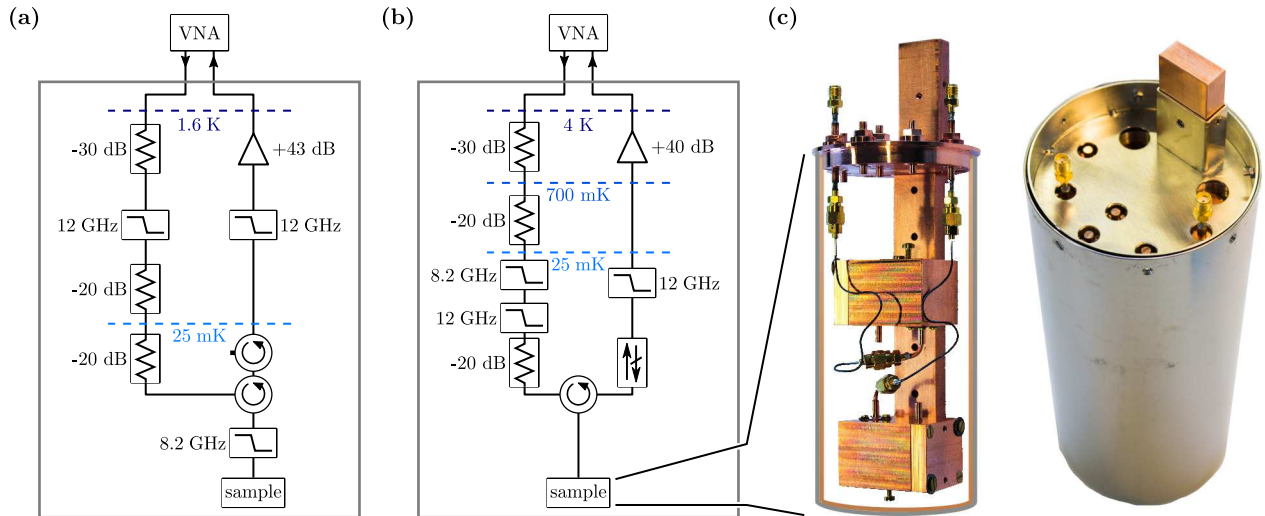 (a)
VNA
1.6 K
-30 dB
+43 dB
12 GHz
12 GHz
-20 dB
25 mK
-20 dB
8.2 GHz
sample
(b)
VNA
4 K
-30 dB
+40 dB
700 mK
-20 dB
25 mK
8.2 GHz
12 GHz
12 GHz
-20 dB
sample
(c)